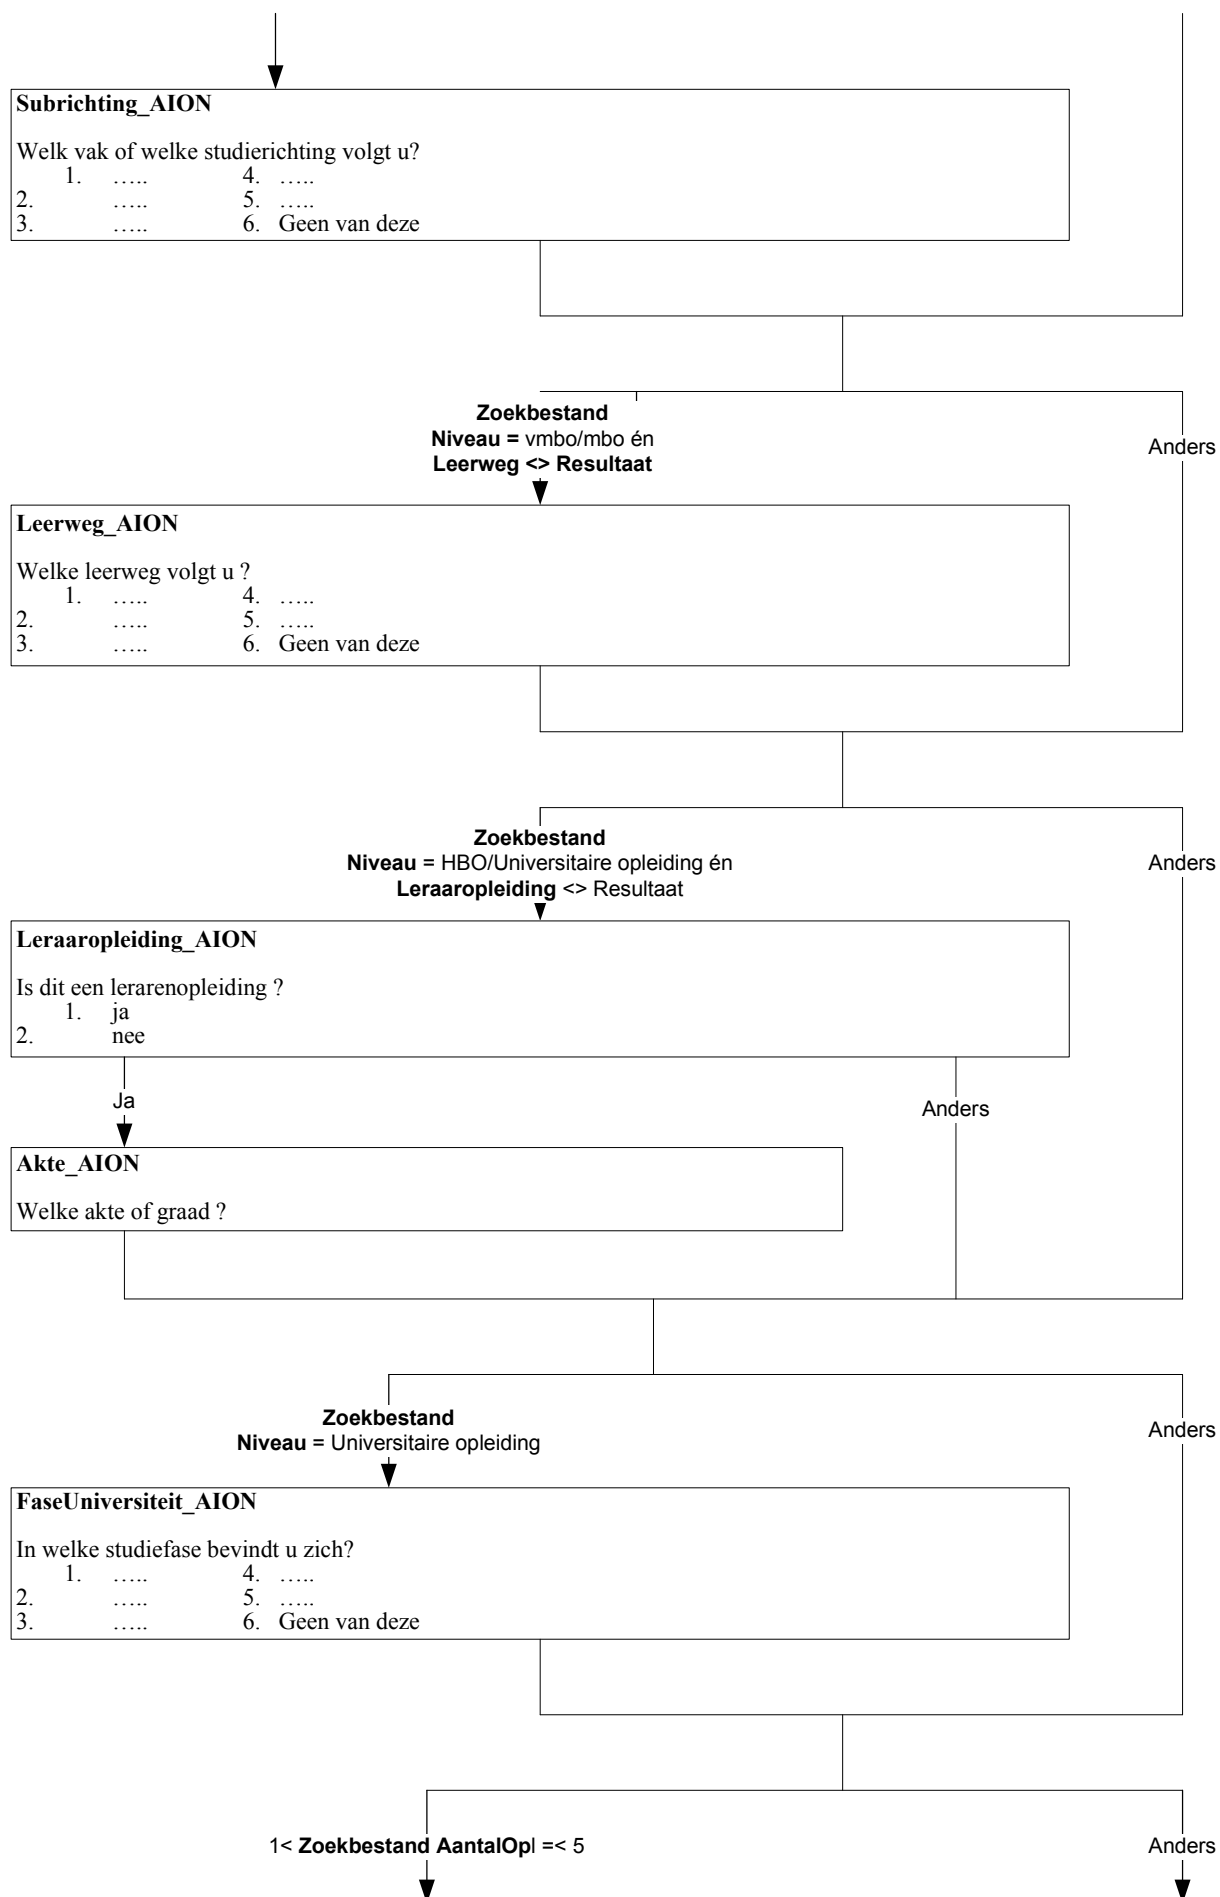 Subrichting_AION
Welk vak of welke studierichting volgt u?
1. ..... 4. .....
2. ..... 5. .....
3. ..... 6. Geen van deze
Zoekbestand
Niveau = vmbo/mbo én
Leerweg <> Resultaat
Anders
Leerweg_AION
Welke leerweg volgt u ?
1. ..... 4. .....
2. ..... 5. .....
3. ..... 6. Geen van deze
Zoekbestand
Niveau = HBO/Universitaire opleiding én
Leraaropleiding <> Resultaat
Anders
Leraaropleiding_AION
Is dit een lerarenopleiding ?
1. ja
2. nee
Ja
Anders
Akte_AION
Welke akte of graad ?
Zoekbestand
Niveau = Universitaire opleiding
Anders
FaseUniversiteit_AION
In welke studiefase bevindt u zich?
1. ..... 4. .....
2. ..... 5. .....
3. ..... 6. Geen van deze
1< Zoekbestand AantalOpl =< 5
Anders